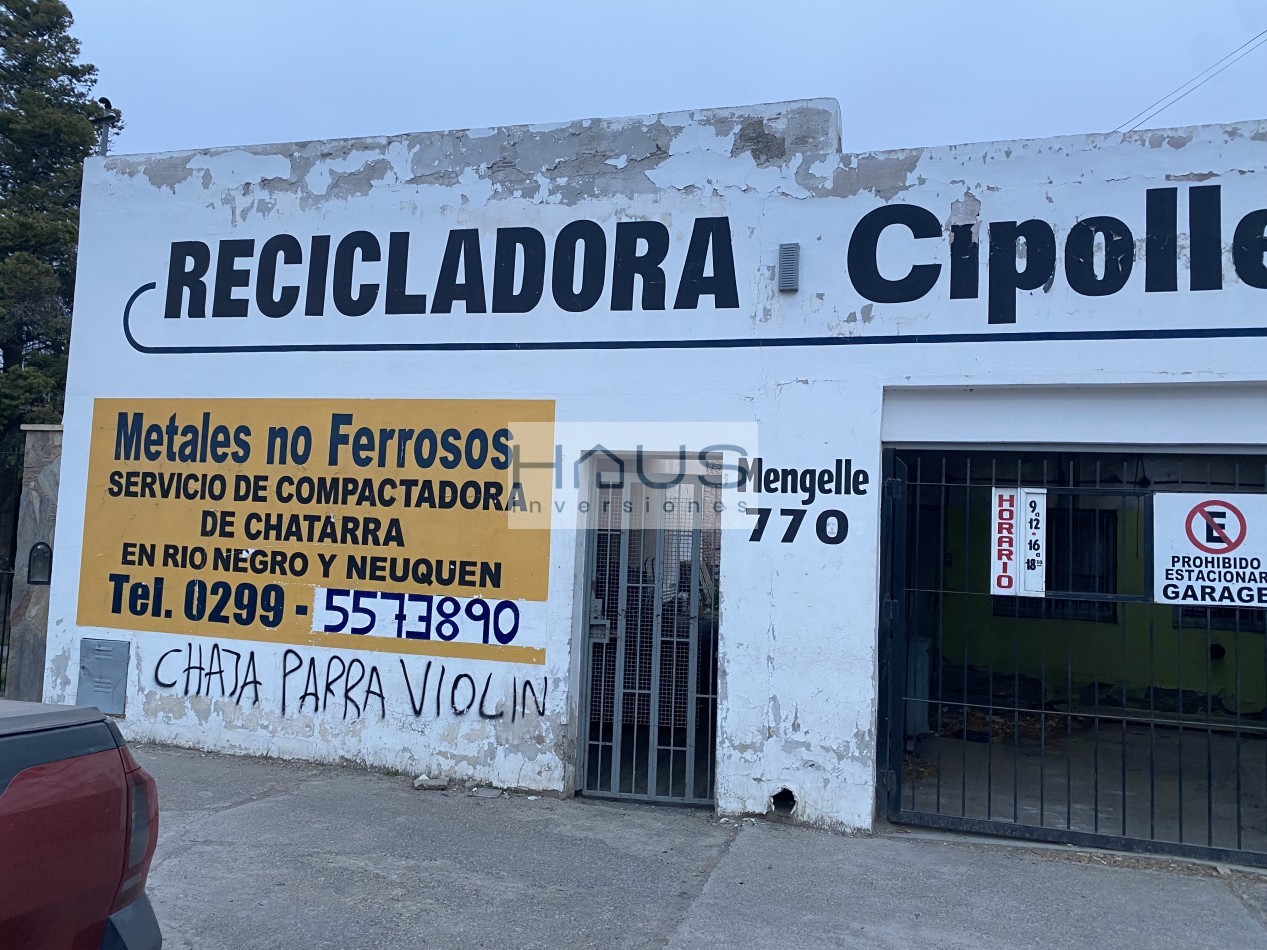 RECICLADORA Cipolle
Metales no Ferrosos
SERVICIO DE COMPACTADORA
DE CHATARRA
EN RIO NEGRO Y NEUQUEN
Tel. 0299 - 5573890
CHAJA PARRA VIOLIN
HAUS
Inversiones
Mengelle
770
HORARIO
9
a
12
16
a
18³⁰
E
PROHIBIDO
ESTACIONAR
GARAGE